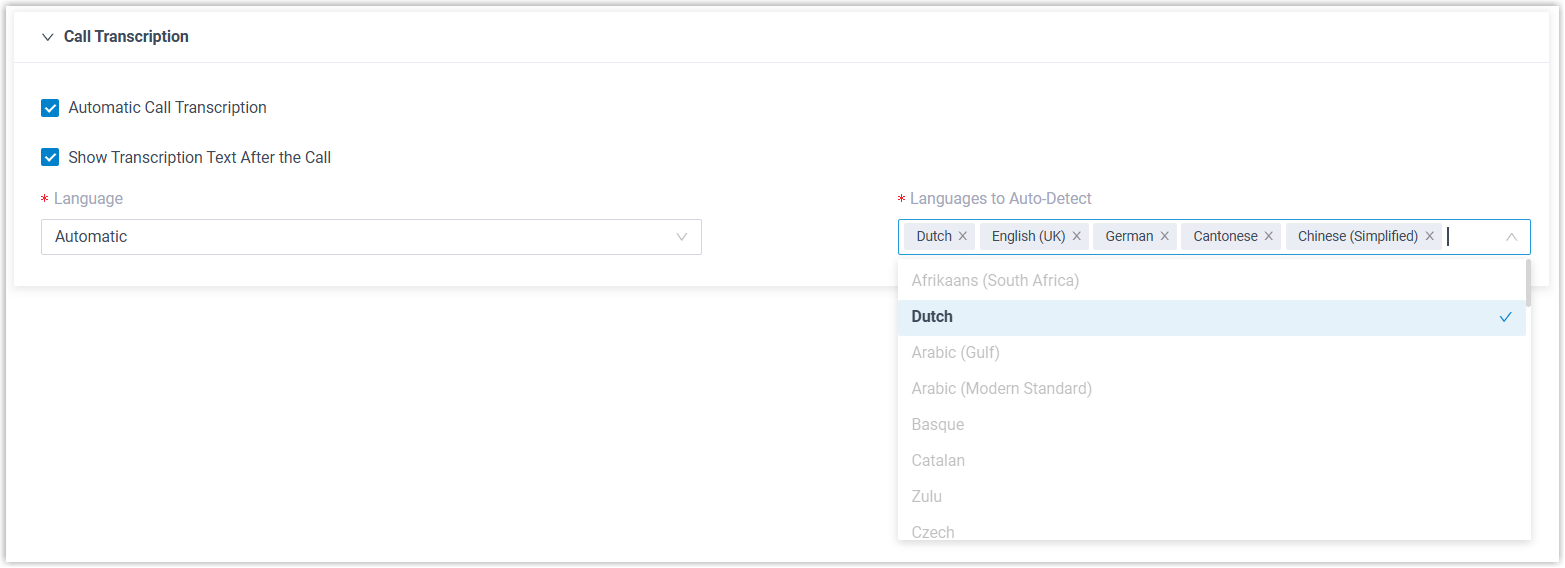 Call Transcription
Automatic Call Transcription
Show Transcription Text After the Call
* Language
* Languages to Auto-Detect
Automatic
Dutch English (UK) German Cantonese Chinese (Simplified)
Afrikaans (South Africa)
Dutch
Arabic (Gulf)
Arabic (Modern Standard)
Basque
Catalan
Zulu
Czech